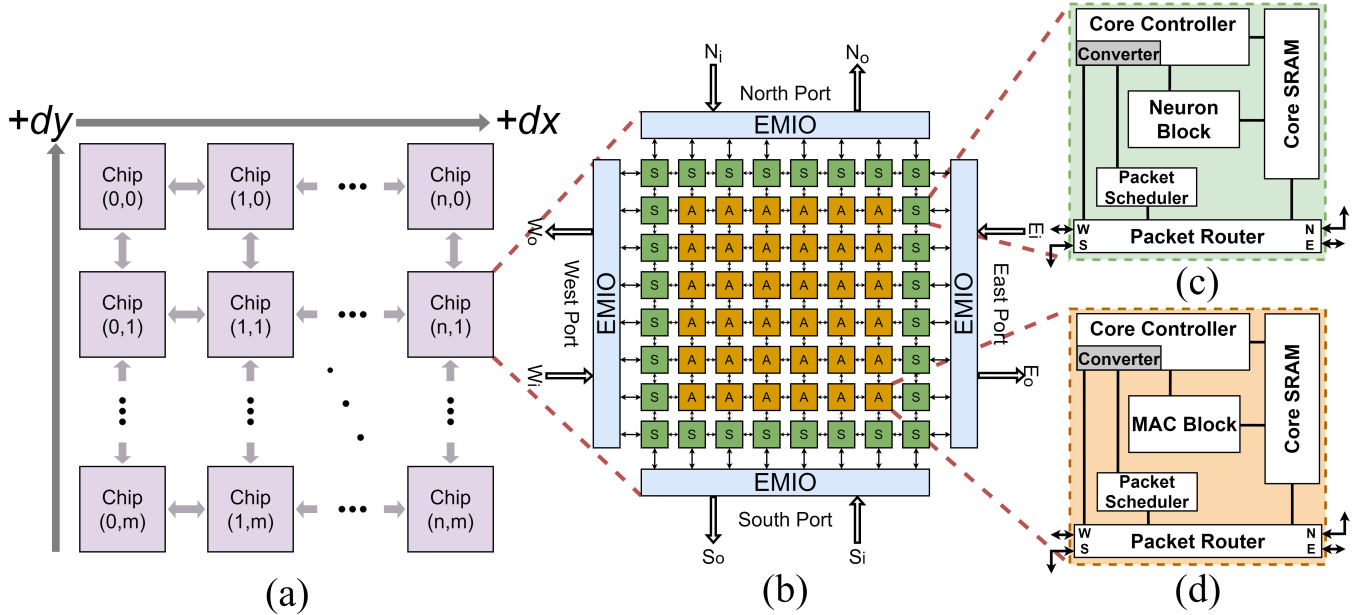 +dy
+dx
Chip
(0,0)
Chip
(1,0)
Chip
(n,0)
Chip
(0,1)
Chip
(1,1)
Chip
(n,1)
Chip
(0,m)
Chip
(1,m)
Chip
(n,m)
(a)
Ni
No
North Port
EMIO
Wo
West Port
Wi
EMIO
S S S S S S S S
S A A A A A A S
S A A A A A A S
S A A A A A A S
S A A A A A A S
S A A A A A A S
S A A A A A A S
S S S S S S S S
EMIO
Ei
East Port
Eo
EMIO
South Port
So
Si
(b)
Core Controller
Converter
Neuron
Block
Core SRAM
Packet
Scheduler
W
S
Packet Router
N
E
(c)
Core Controller
Converter
MAC Block
Core SRAM
Packet
Scheduler
W
S
Packet Router
N
E
(d)